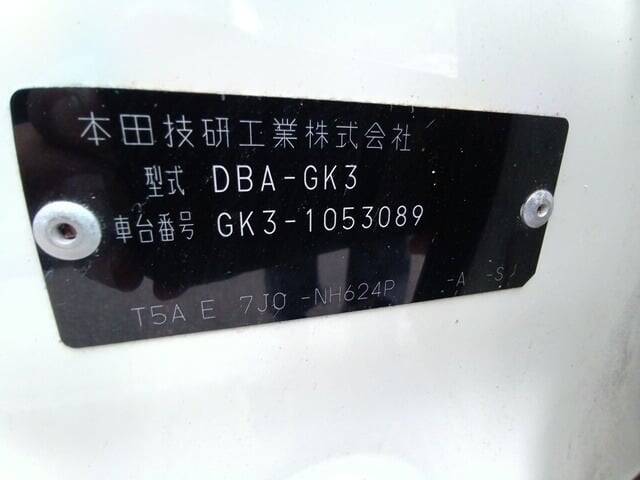 本田技研工業株式会社
型式 DBA-GK3
車台番号 GK3-1053089
T5A E 7J0 -NH624P -A -S